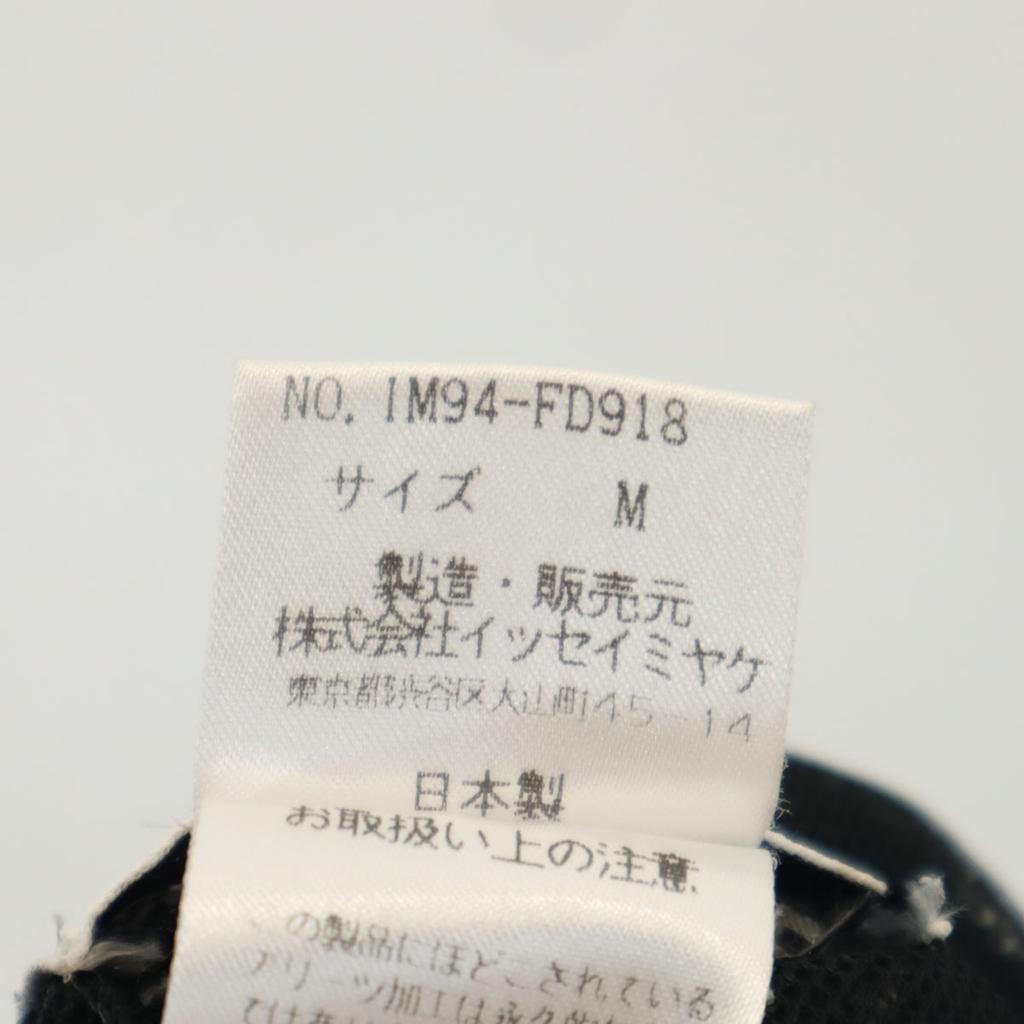 NO. IM94-FD918
サイズ M
製造・販売元
株式会社イッセイミヤケ
東京都渋谷区大山町45-14
日本製
お取扱い上の注意
この製品にほどこされている
プリーツ加工は永久
では